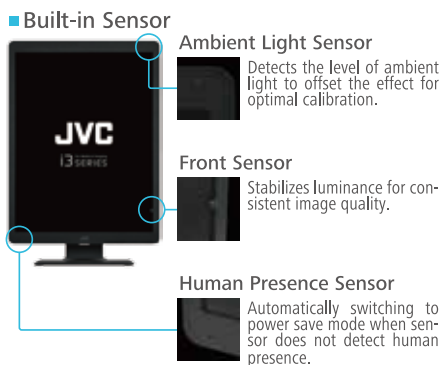 Built-in Sensor
Ambient Light Sensor
Detects the level of ambient
light to offset the effect for
optimal calibration.
JVC
i3 SERIES
Front Sensor
Stabilizes luminance for con-
sistent image quality.
Human Presence Sensor
Automatically switching to
power save mode when sen-
sor does not detect human
presence.